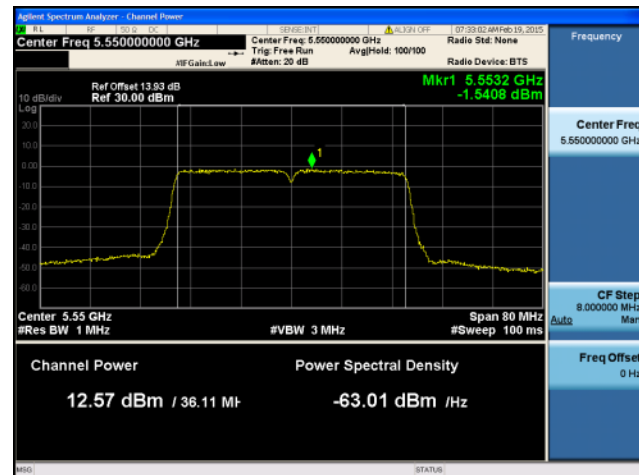 Agilent Spectrum Analyzer - Channel Power
RL RF 50 Ω DC SENSE:INT ALIGN OFF 07:33:02 AM Feb 19, 2015
Center Freq 5.550000000 GHz
Center Freq: 5.550000000 GHz
Radio Std: None
Trig: Free Run Avg|Hold: 100/100
#IFGain:Low #Atten: 20 dB Radio Device: BTS
Mkr1 5.5532 GHz
-1.5408 dBm
Ref Offset 13.93 dB
10 dB/div Ref 30.00 dBm
Log
20.0
10.0
1
0.00
-10.0
-20.0
-30.0
-40.0
-50.0
-60.0
Center 5.55 GHz Span 80 MHz
#Res BW 1 MHz #VBW 3 MHz #Sweep 100 ms
Channel Power Power Spectral Density
12.57 dBm / 36.11 MH -63.01 dBm /Hz
MSG STATUS
Frequency
Center Freq
5.550000000 GHz
CF Step
8.000000 MHz
Auto Man
Freq Offset
0 Hz